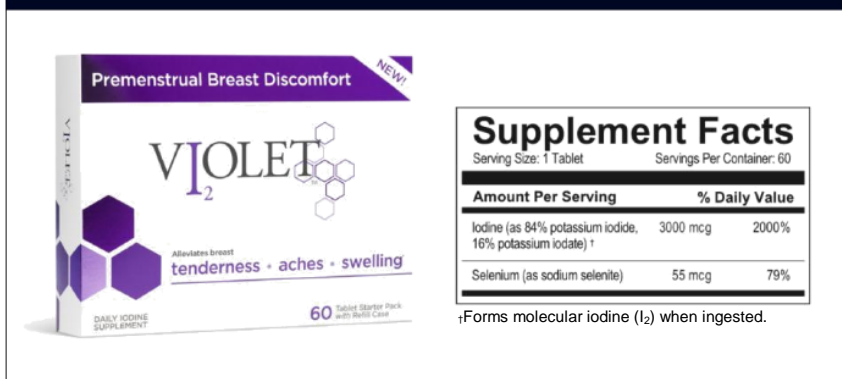 Premenstrual Breast Discomfort
NEW!
VIOLET
VI₂OLET™
Alleviates breast
tenderness • aches • swelling
DAILY IODINE
SUPPLEMENT
60 Tablet Starter Pack
with Refill Case
Supplement Facts
Serving Size: 1 Tablet Servings Per Container: 60
Amount Per Serving % Daily Value
Iodine (as 84% potassium iodide, 3000 mcg 2000%
16% potassium iodate) †
Selenium (as sodium selenite) 55 mcg 79%
†Forms molecular iodine (I₂) when ingested.